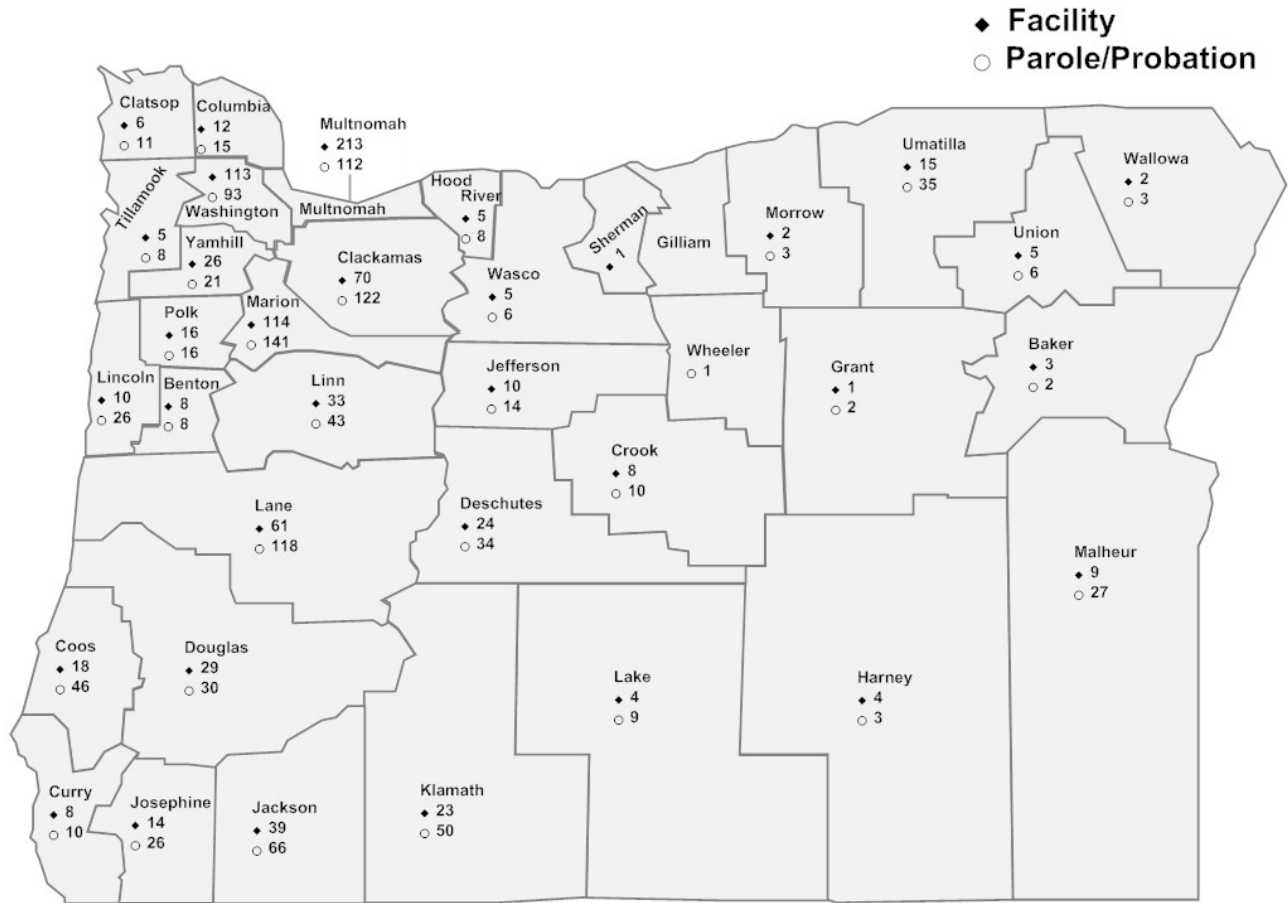 ◆ Facility
○ Parole/Probation
Clatsop
◆ 6
○ 11
Columbia
◆ 12
○ 15
Multnomah
◆ 213
○ 112
Tillamook
◆ 5
○ 8
◆ 113
○ 93
Washington
Multnomah
Hood
River
◆ 5
○ 8
Sherman
◆ 1
Gilliam
Morrow
◆ 2
○ 3
Umatilla
◆ 15
○ 35
Union
◆ 5
○ 6
Wallowa
◆ 2
○ 3
Yamhill
◆ 26
○ 21
Clackamas
◆ 70
○ 122
Wasco
◆ 5
○ 6
Polk
◆ 16
○ 16
Marion
◆ 114
○ 141
Lincoln
◆ 10
○ 26
Benton
◆ 8
○ 8
Linn
◆ 33
○ 43
Jefferson
◆ 10
○ 14
Wheeler
○ 1
Grant
◆ 1
○ 2
Baker
◆ 3
○ 2
Crook
◆ 8
○ 10
Lane
◆ 61
○ 118
Deschutes
◆ 24
○ 34
Malheur
◆ 9
○ 27
Coos
◆ 18
○ 46
Douglas
◆ 29
○ 30
Lake
◆ 4
○ 9
Harney
◆ 4
○ 3
Curry
◆ 8
○ 10
Josephine
◆ 14
○ 26
Jackson
◆ 39
○ 66
Klamath
◆ 23
○ 50